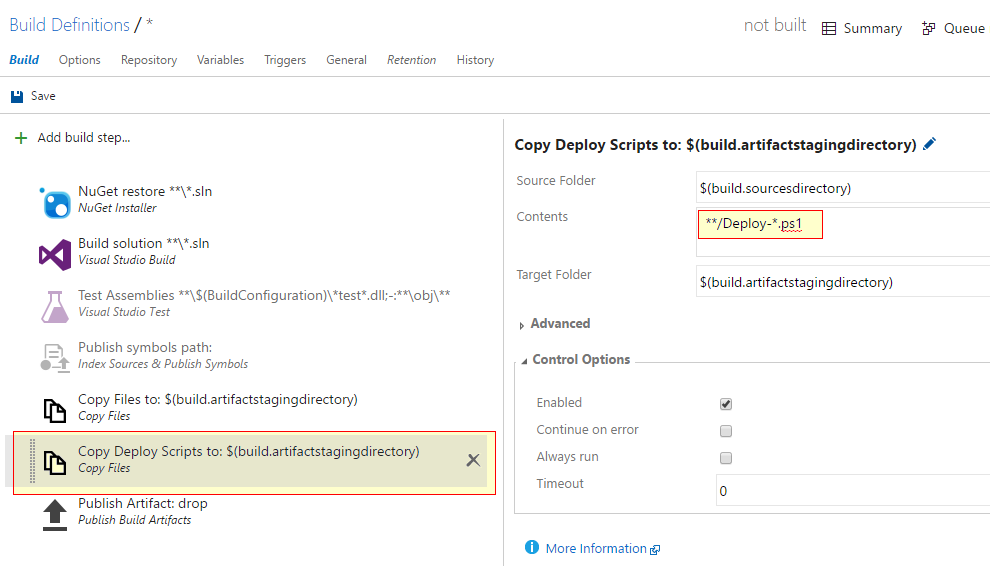 Build Definitions / *
not built
Summary
Queue
Build Options Repository Variables Triggers General Retention History
Save
Add build step...
NuGet restore **\*.sln
NuGet Installer
Build solution **\*.sln
Visual Studio Build
Test Assemblies **\$(BuildConfiguration)\*test*.dll;-:**\obj\**
Visual Studio Test
Publish symbols path:
Index Sources & Publish Symbols
Copy Files to: $(build.artifactstagingdirectory)
Copy Files
Copy Deploy Scripts to: $(build.artifactstagingdirectory)
Copy Files
Publish Artifact: drop
Publish Build Artifacts
Copy Deploy Scripts to: $(build.artifactstagingdirectory)
Source Folder $(build.sourcesdirectory)
Contents **/Deploy-*.ps1
Target Folder $(build.artifactstagingdirectory)
Advanced
Control Options
Enabled
Continue on error
Always run
Timeout 0
More Information